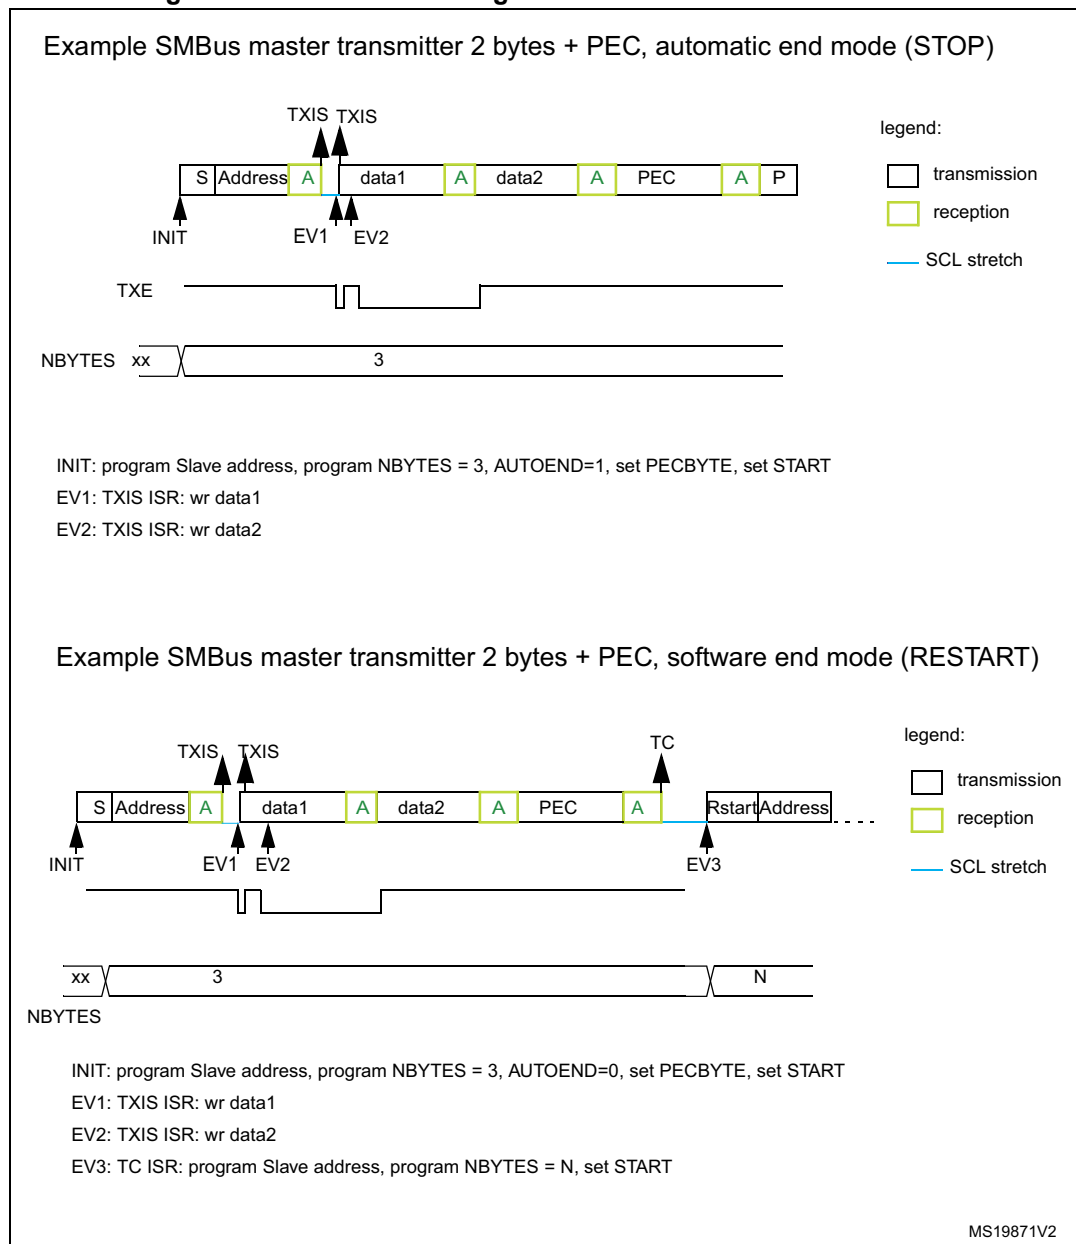 Example SMBus master transmitter 2 bytes + PEC, automatic end mode (STOP)
TXIS TXIS
legend:
S Address A data1 A data2 A PEC A P
transmission
reception
INIT EV1 EV2
SCL stretch
TXE
NBYTES xx 3
INIT: program Slave address, program NBYTES = 3, AUTOEND=1, set PECBYTE, set START
EV1: TXIS ISR: wr data1
EV2: TXIS ISR: wr data2
Example SMBus master transmitter 2 bytes + PEC, software end mode (RESTART)
TXIS TXIS TC
legend:
transmission
S Address A data1 A data2 A PEC A Rstart Address
reception
INIT EV1 EV2 EV3
SCL stretch
xx 3 N
NBYTES
INIT: program Slave address, program NBYTES = 3, AUTOEND=0, set PECBYTE, set START
EV1: TXIS ISR: wr data1
EV2: TXIS ISR: wr data2
EV3: TC ISR: program Slave address, program NBYTES = N, set START
MS19871V2